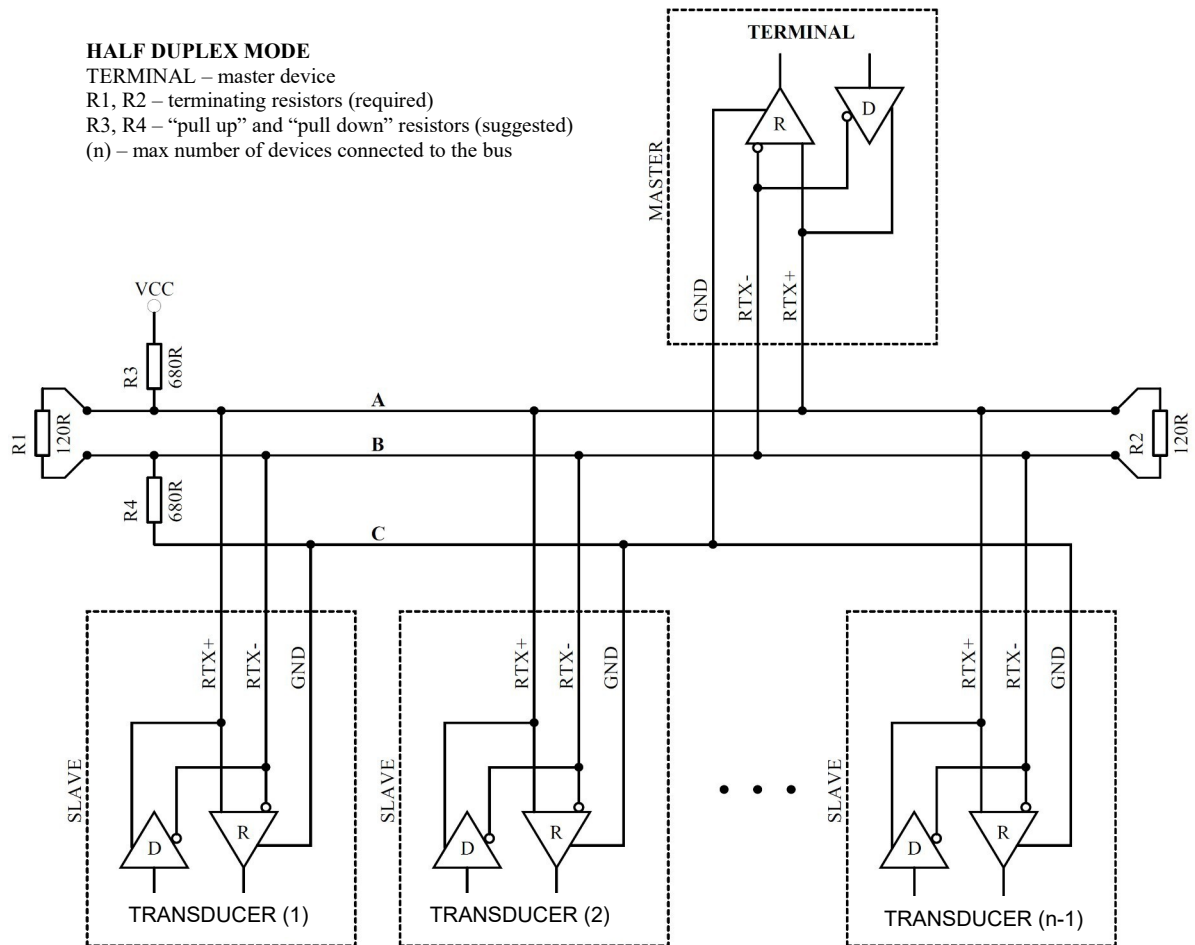 HALF DUPLEX MODE
TERMINAL – master device
R1, R2 – terminating resistors (required)
R3, R4 – “pull up” and “pull down” resistors (suggested)
(n) – max number of devices connected to the bus
TERMINAL
R
D
MASTER
GND
RTX-
RTX+
VCC
R3
680R
R1
120R
A
B
R2
120R
R4
680R
C
SLAVE
RTX+
RTX-
GND
D
R
TRANSDUCER (1)
SLAVE
RTX+
RTX-
GND
D
R
TRANSDUCER (2)
SLAVE
RTX+
RTX-
GND
D
R
TRANSDUCER (n-1)